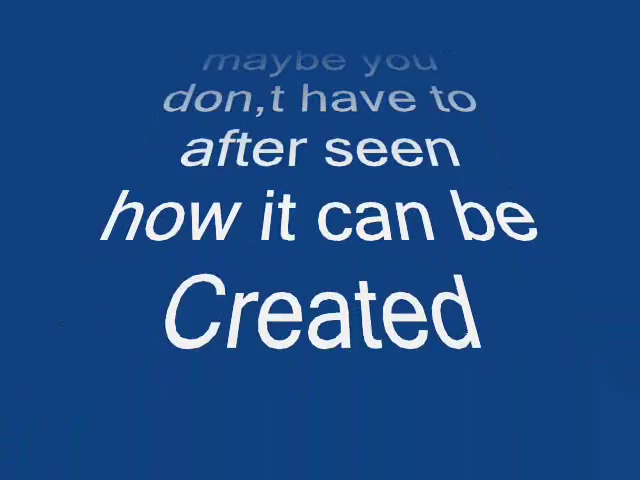 maybe you
don,t have to
after seen
how it can be
Created